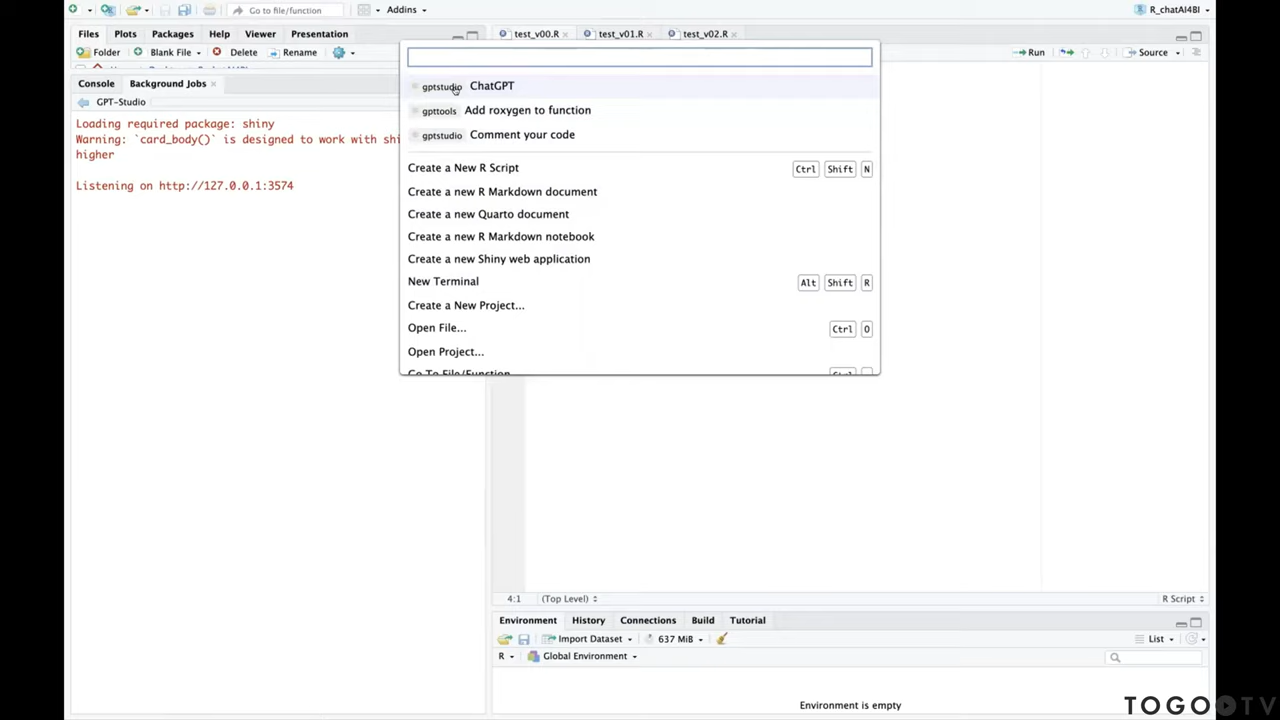 Go to file/function
Addins
R_chatAI4BI
Files Plots Packages Help Viewer Presentation
Folder Blank File Delete Rename
Console Background Jobs
GPT-Studio
Loading required package: shiny
Warning: `card_body()` is designed to work with shi
higher
Listening on http://127.0.0.1:3574
test_v00.R test_v01.R test_v02.R
Run Source
gptstudio ChatGPT
gpttools Add roxygen to function
gptstudio Comment your code
Create a New R Script Ctrl Shift N
Create a new R Markdown document
Create a new Quarto document
Create a new R Markdown notebook
Create a new Shiny web application
New Terminal Alt Shift R
Create a New Project...
Open File... Ctrl O
Open Project...
Go To File/Function
4:1 (Top Level) R Script
Environment History Connections Build Tutorial
Import Dataset 637 MiB List
R Global Environment
Environment is empty
TOGOTV